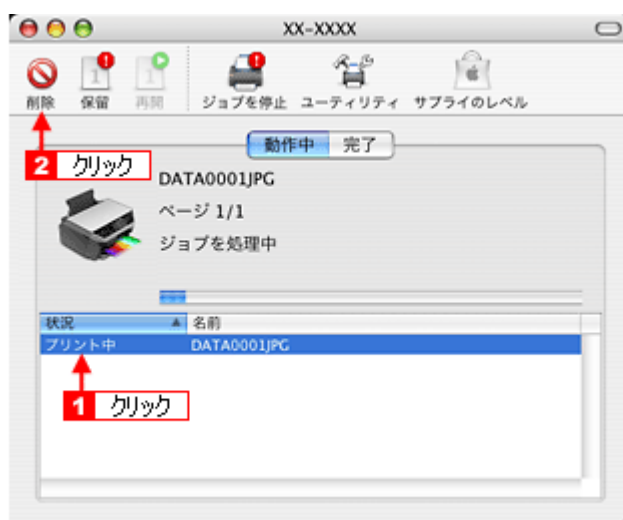 XX-XXXX
削除 保留 再開 ジョブを停止 ユーティリティ サプライのレベル
動作中 完了
2 クリック
DATA0001JPG
ページ 1/1
ジョブを処理中
状況 名前
プリント中 DATA0001JPG
1 クリック